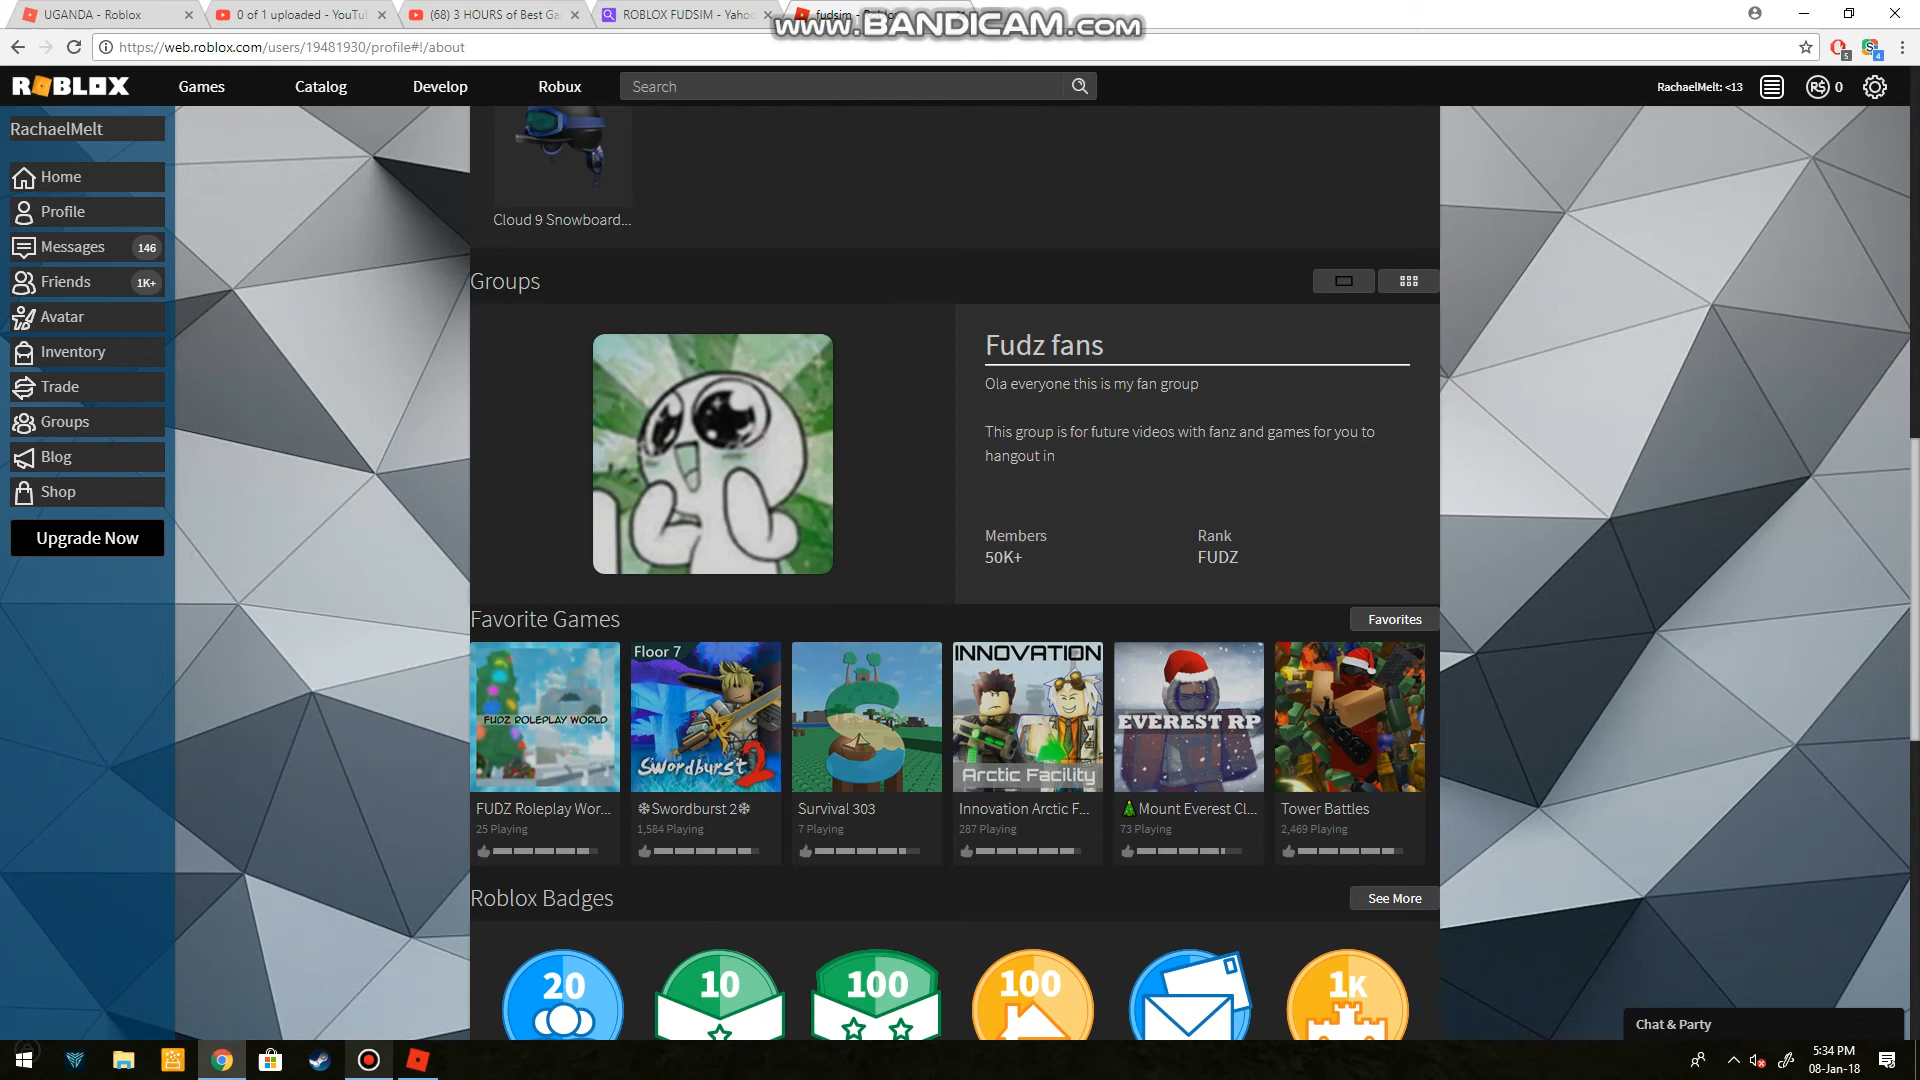 UGANDA - Roblox
0 of 1 uploaded - YouTu
(68) 3 HOURS of Best Ga
ROBLOX FUDSIM - Yahoo
www.BANDICAM.com
https://web.roblox.com/users/19481930/profile#!/about
5
4
ROBLOX
Games
Catalog
Develop
Robux
Search
RachaelMelt: <13
R$ 0
RachaelMelt
Home
Profile
Messages 146
Friends 1K+
Avatar
Inventory
Trade
Groups
Blog
Shop
Upgrade Now
Cloud 9 Snowboard...
Groups
Fudz fans
Ola everyone this is my fan group
This group is for future videos with fanz and games for you to
hangout in
Members
50K+
Rank
FUDZ
Favorite Games
Favorites
FUDZ ROLEPLAY WORLD
Floor 7
Swordburst 2
INNOVATION
Arctic Facility
EVEREST RP
FUDZ Roleplay Wor...
25 Playing
❄Swordburst 2❄
1,584 Playing
Survival 303
7 Playing
Innovation Arctic F...
287 Playing
🎄Mount Everest Cl...
73 Playing
Tower Battles
2,469 Playing
Roblox Badges
See More
20
10
100
100
1K
Chat & Party
5:34 PM
08-Jan-18